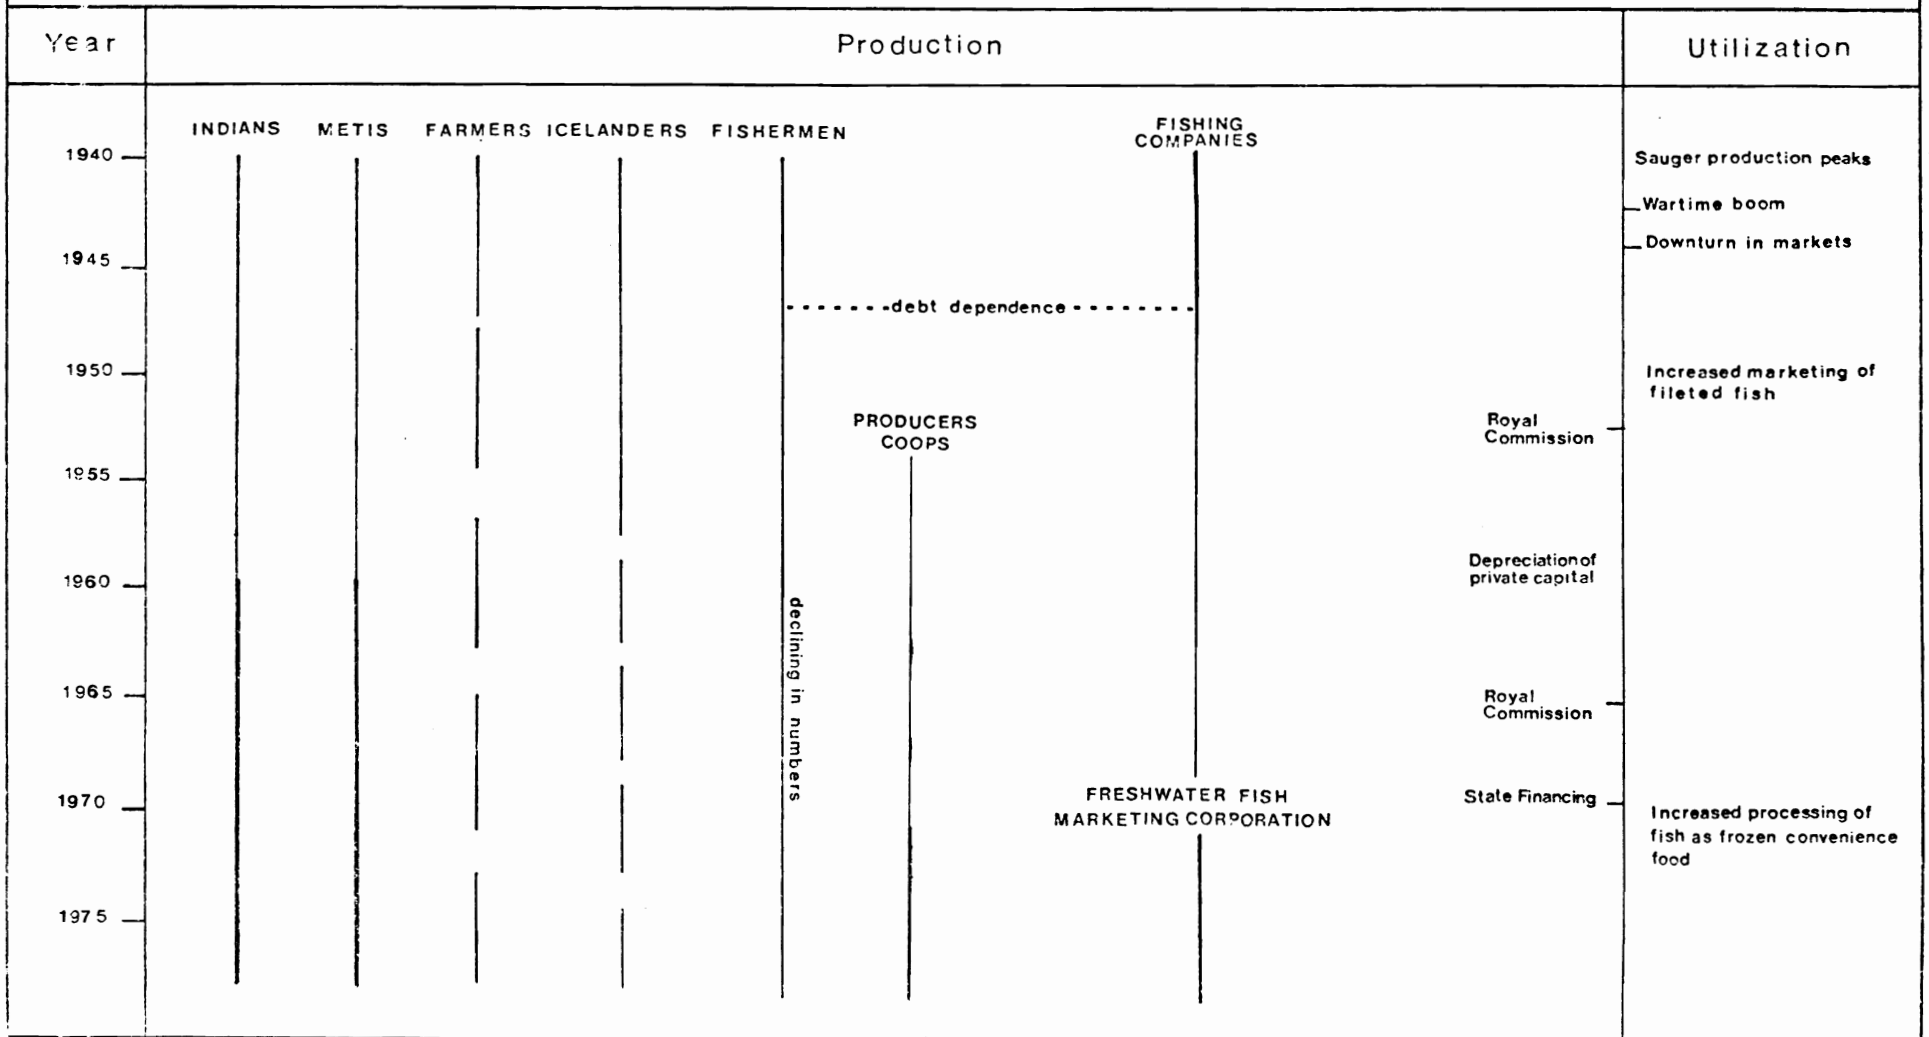 Year
Production
Utilization
INDIANS
METIS
FARMERS
ICELANDERS
FISHERMEN
FISHING
COMPANIES
1940
Sauger production peaks
Wartime boom
Downturn in markets
1945
debt dependence
1950
Increased marketing of
fileted fish
PRODUCERS
COOPS
Royal
Commission
1955
Depreciation of
private capital
1960
declining in numbers
1965
Royal
Commission
1970
FRESHWATER FISH
MARKETING CORPORATION
State Financing
Increased processing of
fish as frozen convenience
food
1975